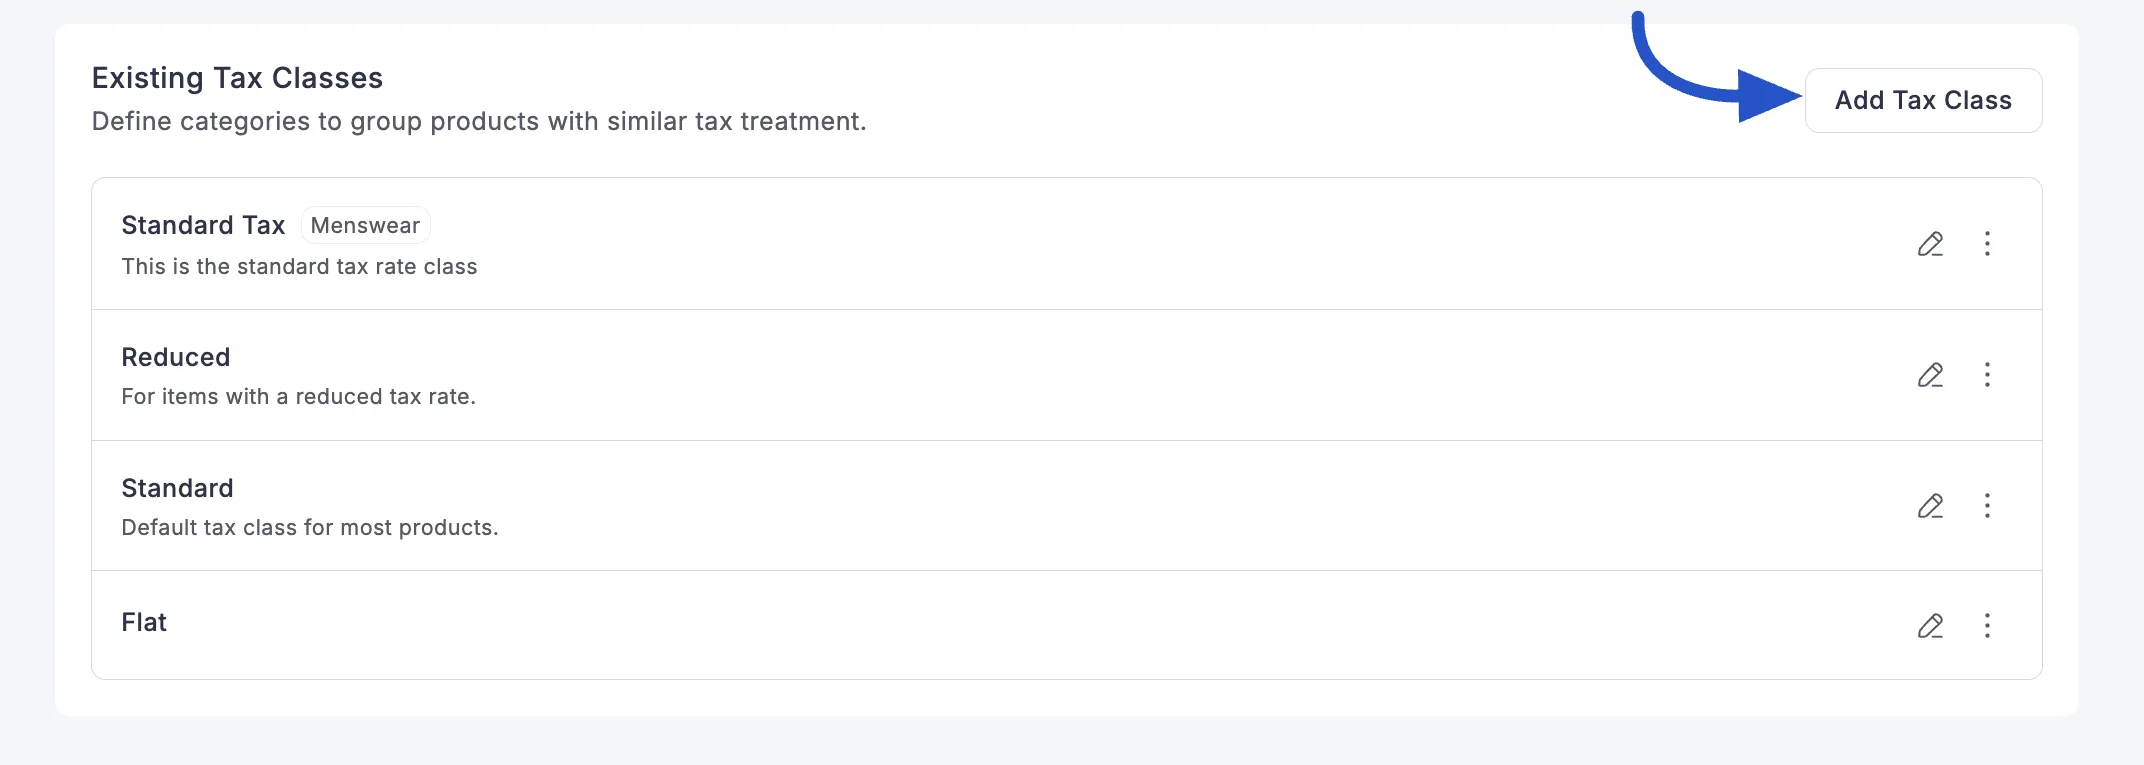 Existing Tax Classes
Define categories to group products with similar tax treatment.
Add Tax Class
Standard Tax Menswear
This is the standard tax rate class
Reduced
For items with a reduced tax rate.
Standard
Default tax class for most products.
Flat